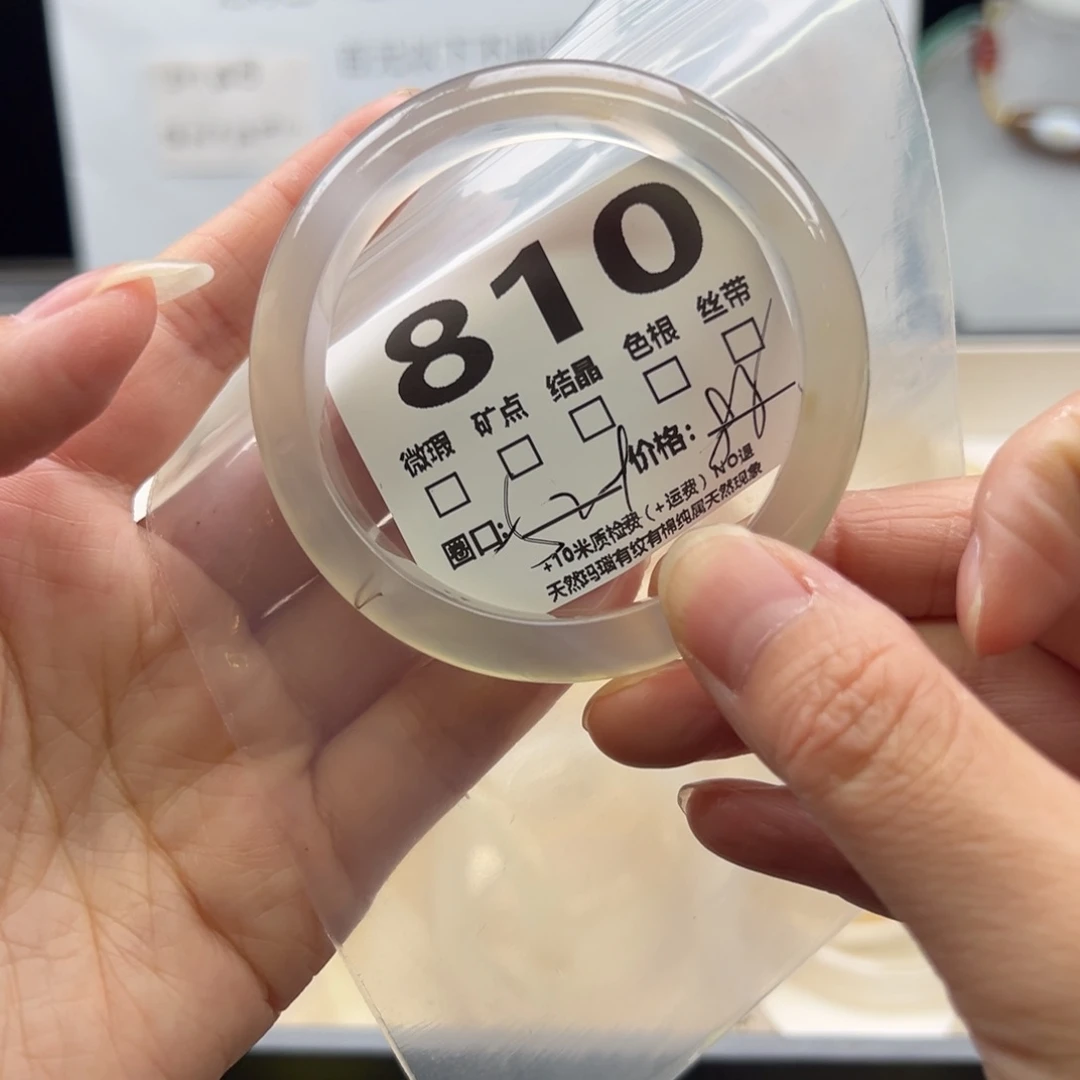 810
微瑕 矿点 结晶 色根 丝带
圈口: 价格:
+10米质检费(+运费)NO退
天然玛瑙有纹有棉纯属天然现象